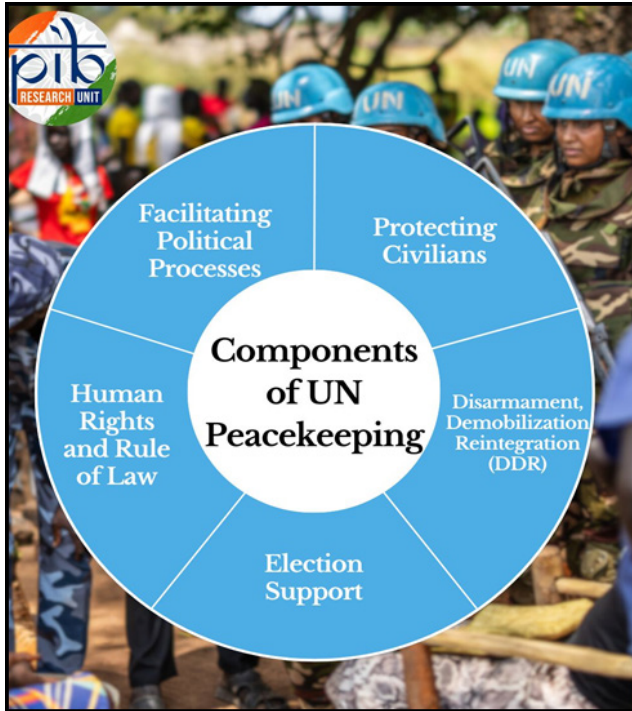 pib
RESEARCH UNIT
UN
UN
UN
UN
Facilitating
Political
Processes
Protecting
Civilians
Components
of UN
Peacekeeping
Human
Rights
and Rule
of Law
Disarmament,
Demobilization
Reintegration
(DDR)
Election
Support